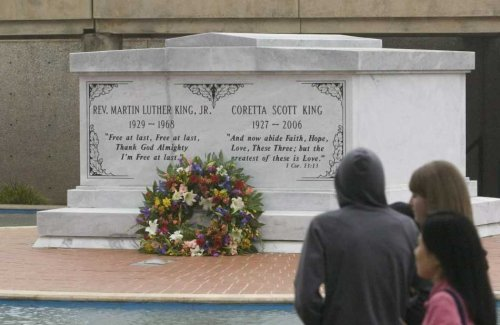 REV. MARTIN LUTHER KING, JR.
1929 — 1968
"Free at last, Free at last,
Thank God Almighty
I'm Free at last."
CORETTA SCOTT KING
1927 — 2006
"And now abide Faith, Hope,
Love, These Three; but the
greatest of these is Love."
1 Cor. 13:13